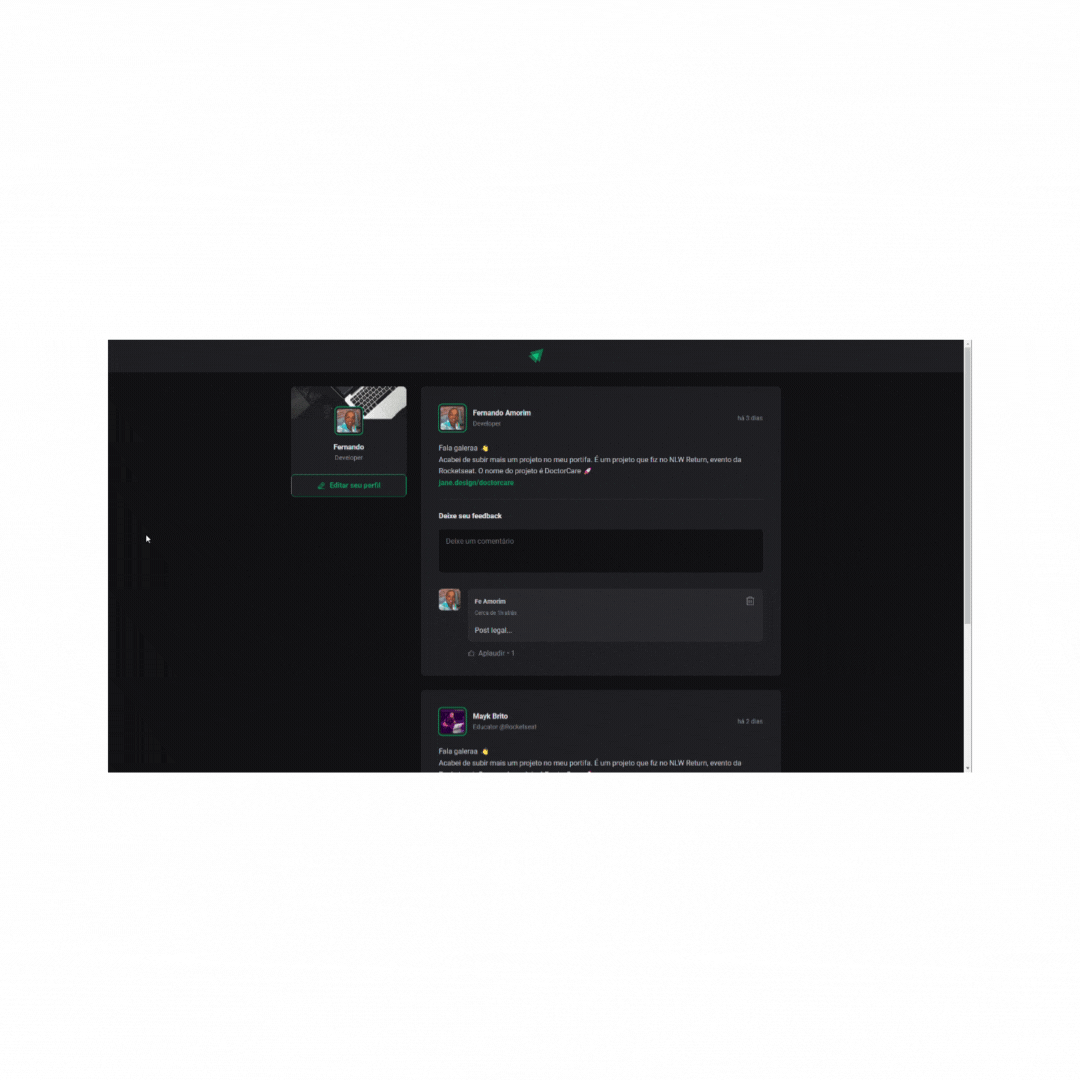 Fernando
Developer
Editar seu perfil
Fernando Amorim
Developer
há 3 dias
Fala galeraa 👋
Acabei de subir mais um projeto no meu portifa. É um projeto que fiz no NLW Return, evento da
Rocketseat. O nome do projeto é DoctorCare 🚀
jane.design/doctorcare
Deixe seu feedback
Deixe um comentário
Fe Amorim
Cerca de 1h atrás
Post legal...
Aplaudir • 1
Mayk Brito
Educator @Rocketseat
há 3 dias
Fala galeraa 👋
Acabei de subir mais um projeto no meu portifa. É um projeto que fiz no NLW Return, evento da